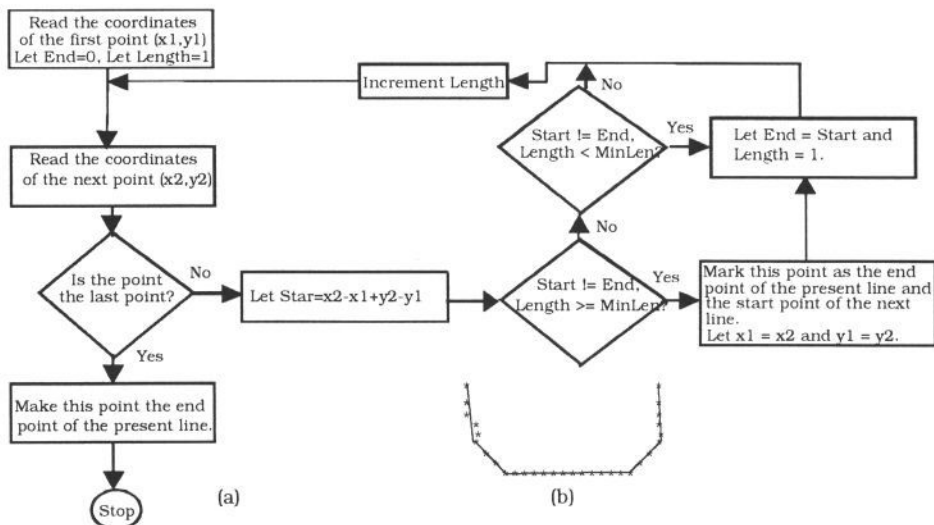 Read the coordinates
of the first point (x1,y1)
Let End=0, Let Length=1
Increment Length
No
Start != End,
Length < MinLen?
Yes
Let End = Start and
Length = 1.
Read the coordinates
of the next point (x2,y2)
No
Is the point
the last point?
No
Let Star=x2-x1+y2-y1
Start != End,
Length >= MinLen?
Yes
Mark this point as the end
point of the present line and
the start point of the next
line.
Let x1 = x2 and y1 = y2.
Yes
Make this point the end
point of the present line.
Stop
(a)
(b)